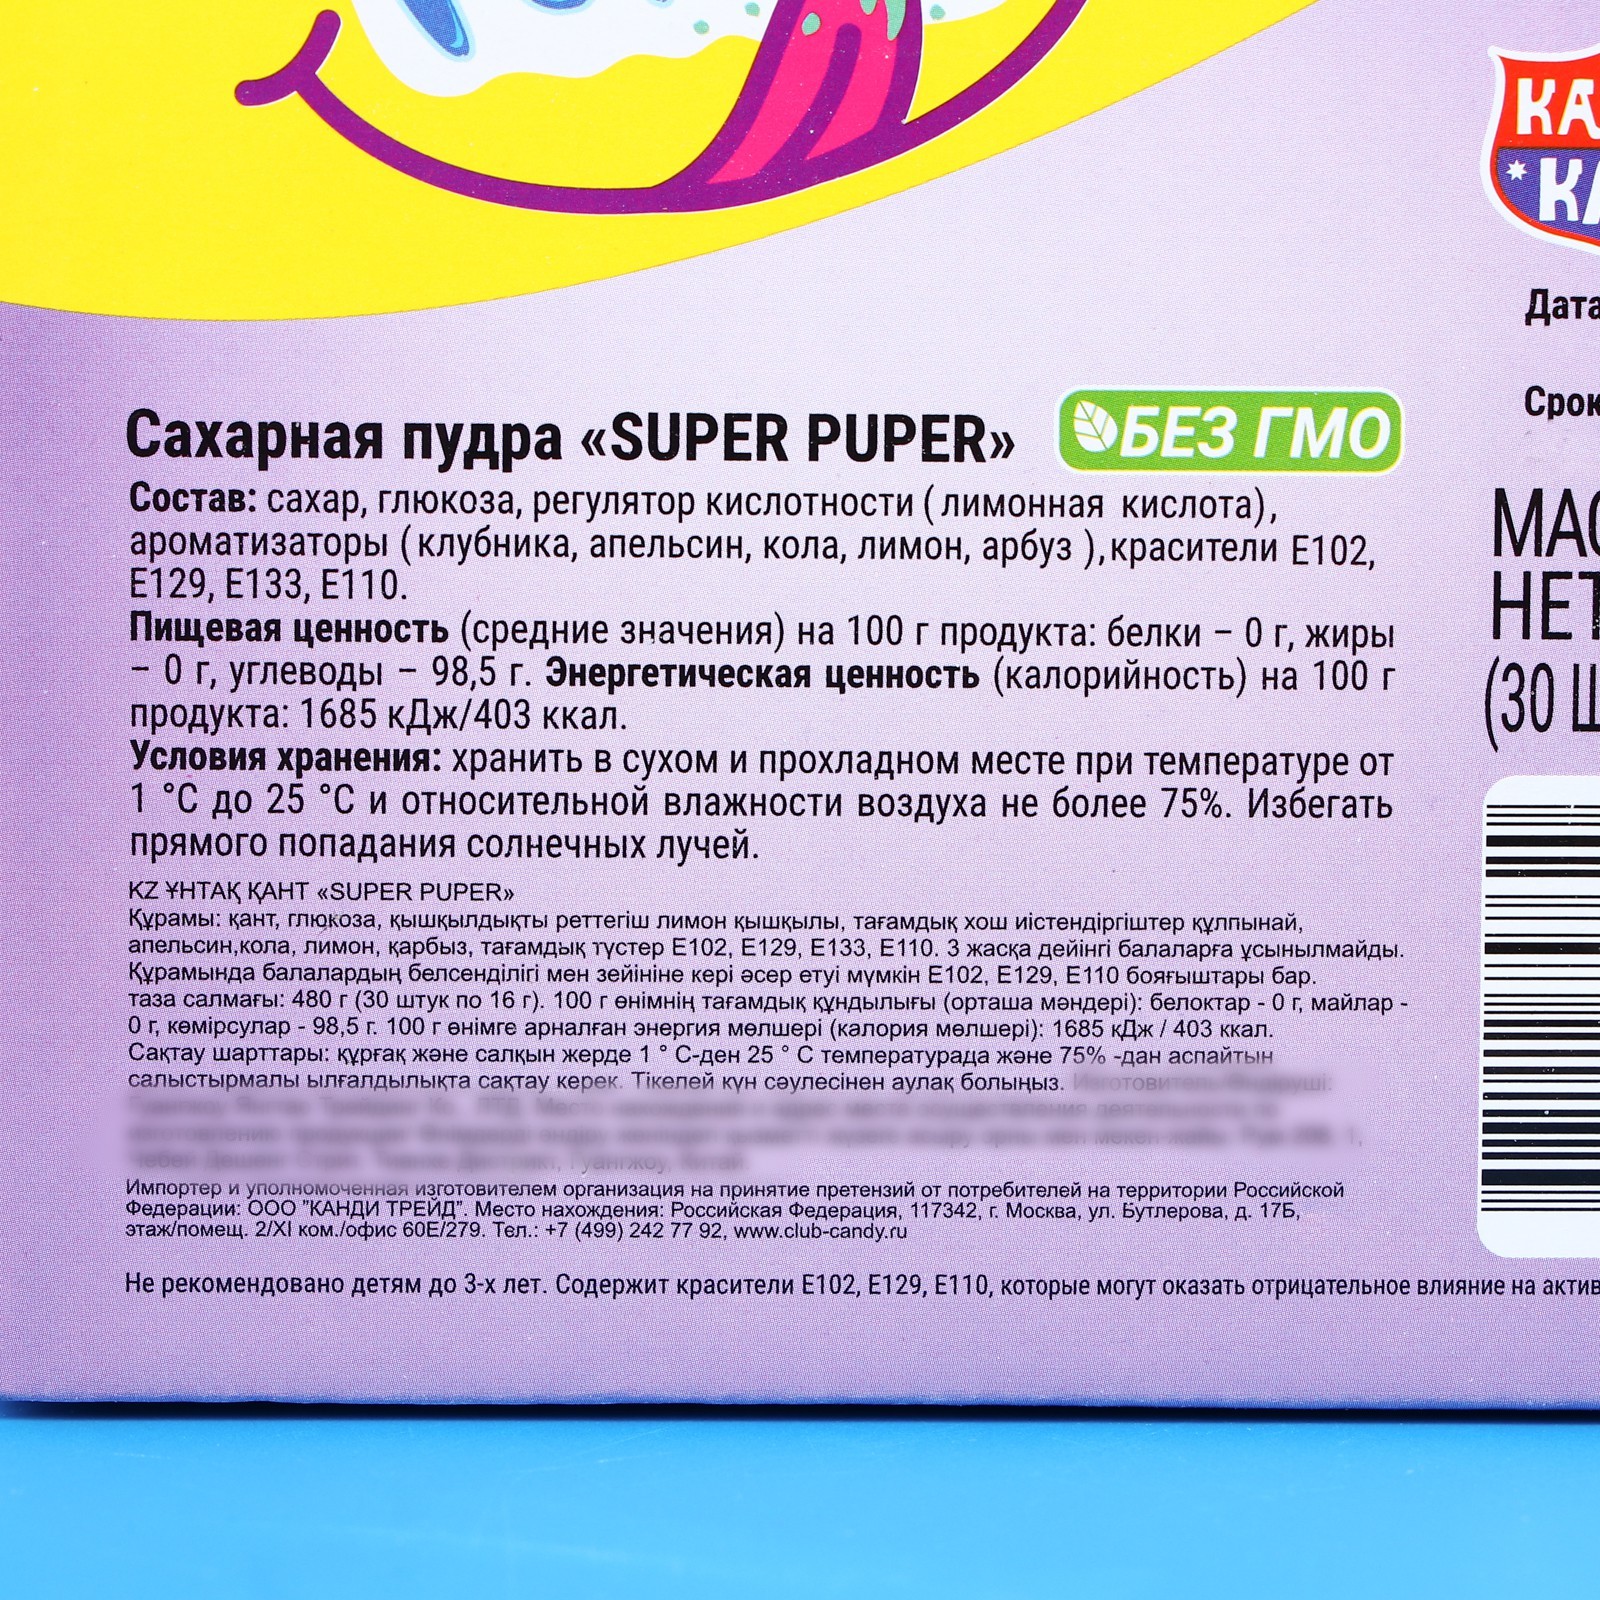 Сахарная пудра «SUPER PUPER»
БЕЗ ГМО
Состав: сахар, глюкоза, регулятор кислотности ( лимонная кислота),
ароматизаторы ( клубника, апельсин, кола, лимон, арбуз ),красители Е102,
Е129, Е133, Е110.
Пищевая ценность (средние значения) на 100 г продукта: белки – 0 г, жиры
– 0 г, углеводы – 98,5 г. Энергетическая ценность (калорийность) на 100 г
продукта: 1685 кДж/403 ккал.
Условия хранения: хранить в сухом и прохладном месте при температуре от
1 °С до 25 °С и относительной влажности воздуха не более 75%. Избегать
прямого попадания солнечных лучей.
KZ ҰНТАҚ ҚАНТ «SUPER PUPER»
Құрамы: қант, глюкоза, қышқылдықты реттегіш лимон қышқылы, тағамдық хош иістендіргіштер құлпынай,
апельсин,кола, лимон, қарбыз, тағамдық түстер Е102, Е129, Е133, Е110. 3 жасқа дейінгі балаларға ұсынылмайды.
Құрамында балалардың белсенділігі мен зейініне кері әсер етуі мүмкін Е102, Е129, Е110 бояғыштары бар.
таза салмағы: 480 г (30 штук по 16 г). 100 г өнімнің тағамдық құндылығы (орташа мәндері): белоктар - 0 г, майлар -
0 г, көмірсулар - 98,5 г. 100 г өнімге арналған энергия мөлшері (калория мөлшері): 1685 кДж / 403 ккал.
Сақтау шарттары: құрғақ және салқын жерде 1 ° С-ден 25 ° С температурада және 75% -дан аспайтын
салыстырмалы ылғалдылықта сақтау керек. Тікелей күн сәулесінен аулақ болыңыз.
Импортер и уполномоченная изготовителем организация на принятие претензий от потребителей на территории Российской
Федерации: ООО "КАНДИ ТРЕЙД". Место нахождения: Российская Федерация, 117342, г. Москва, ул. Бутлерова, д. 17Б,
этаж/помещ. 2/XI ком./офис 60Е/279. Тел.: +7 (499) 242 77 92, www.club-candy.ru
Не рекомендовано детям до 3-х лет. Содержит красители Е102, Е129, Е110, которые могут оказать отрицательное влияние на актив
КА
КА
Дата
Срок
МАС
НЕТ
(30 Ш